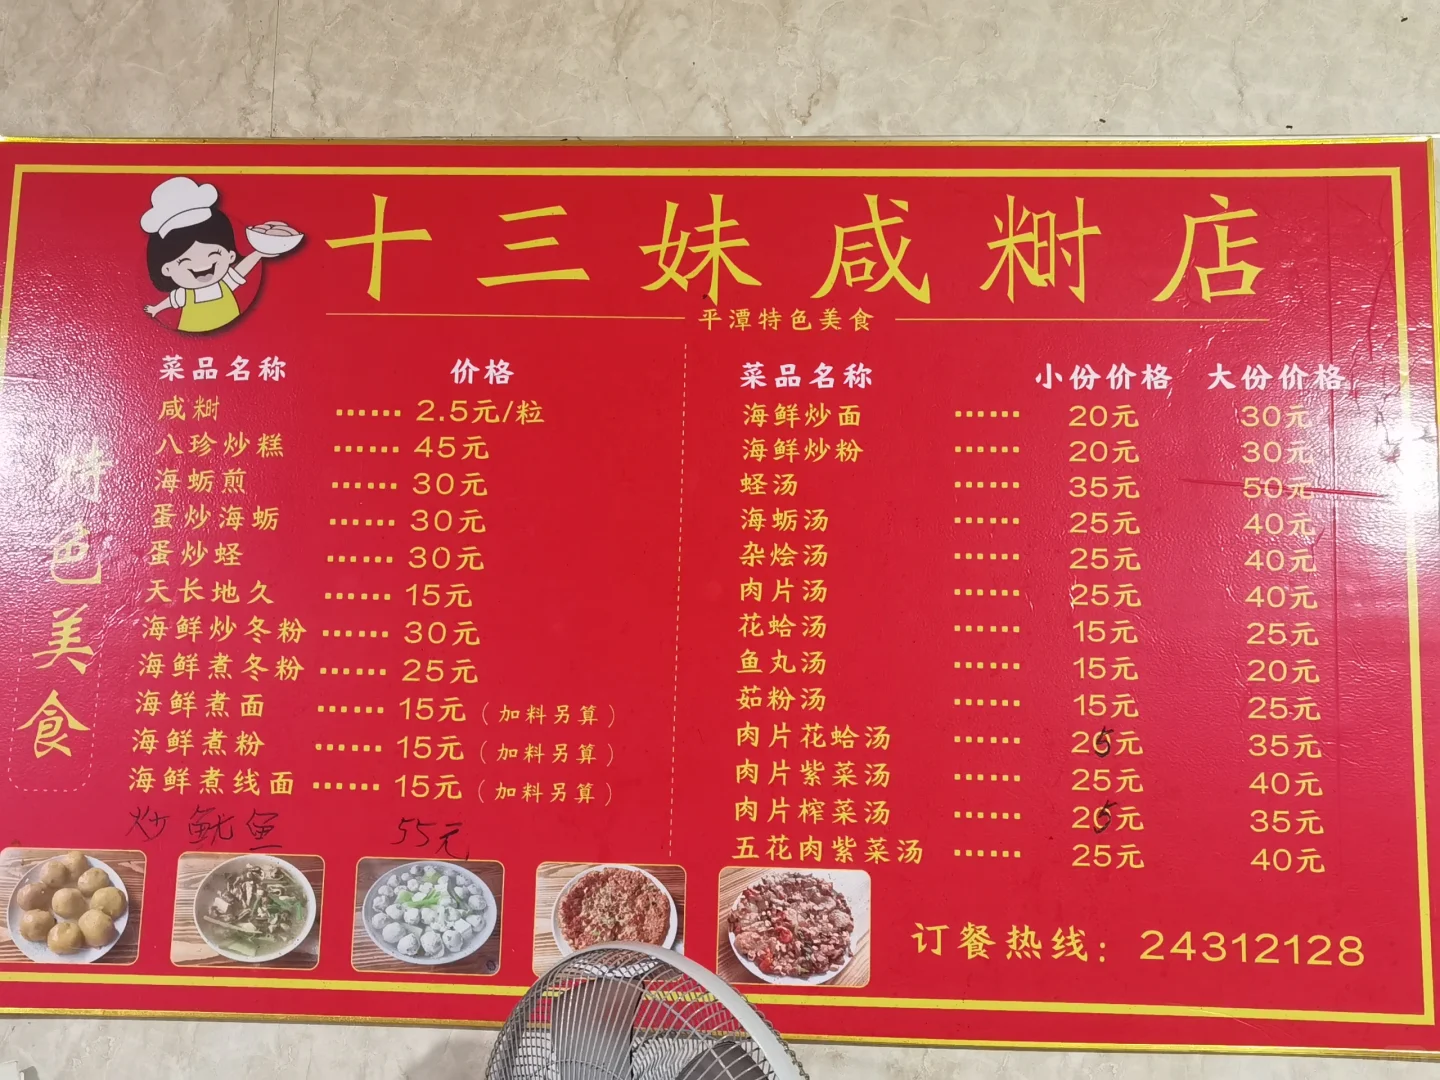 十三妹咸𥻵店
平潭特色美食
特色美食
菜品名称 价格
咸𥻵 …… 2.5元/粒
八珍炒糕 …… 45元
海蛎煎 …… 30元
蛋炒海蛎 …… 30元
蛋炒蛏 …… 30元
天长地久 …… 15元
海鲜炒冬粉 …… 30元
海鲜煮冬粉 …… 25元
海鲜煮面 …… 15元（加料另算）
海鲜煮粉 …… 15元（加料另算）
海鲜煮线面 …… 15元（加料另算）
炒鱿鱼 55元
菜品名称 小份价格 大份价格
海鲜炒面 …… 20元 30元
海鲜炒粉 …… 20元 30元
蛏汤 …… 35元 50元
海蛎汤 …… 25元 40元
杂烩汤 …… 25元 40元
肉片汤 …… 25元 40元
花蛤汤 …… 15元 25元
鱼丸汤 …… 15元 20元
茹粉汤 …… 15元 25元
肉片花蛤汤 …… 25元 35元
肉片紫菜汤 …… 25元 40元
肉片榨菜汤 …… 25元 35元
五花肉紫菜汤 …… 25元 40元
订餐热线：24312128